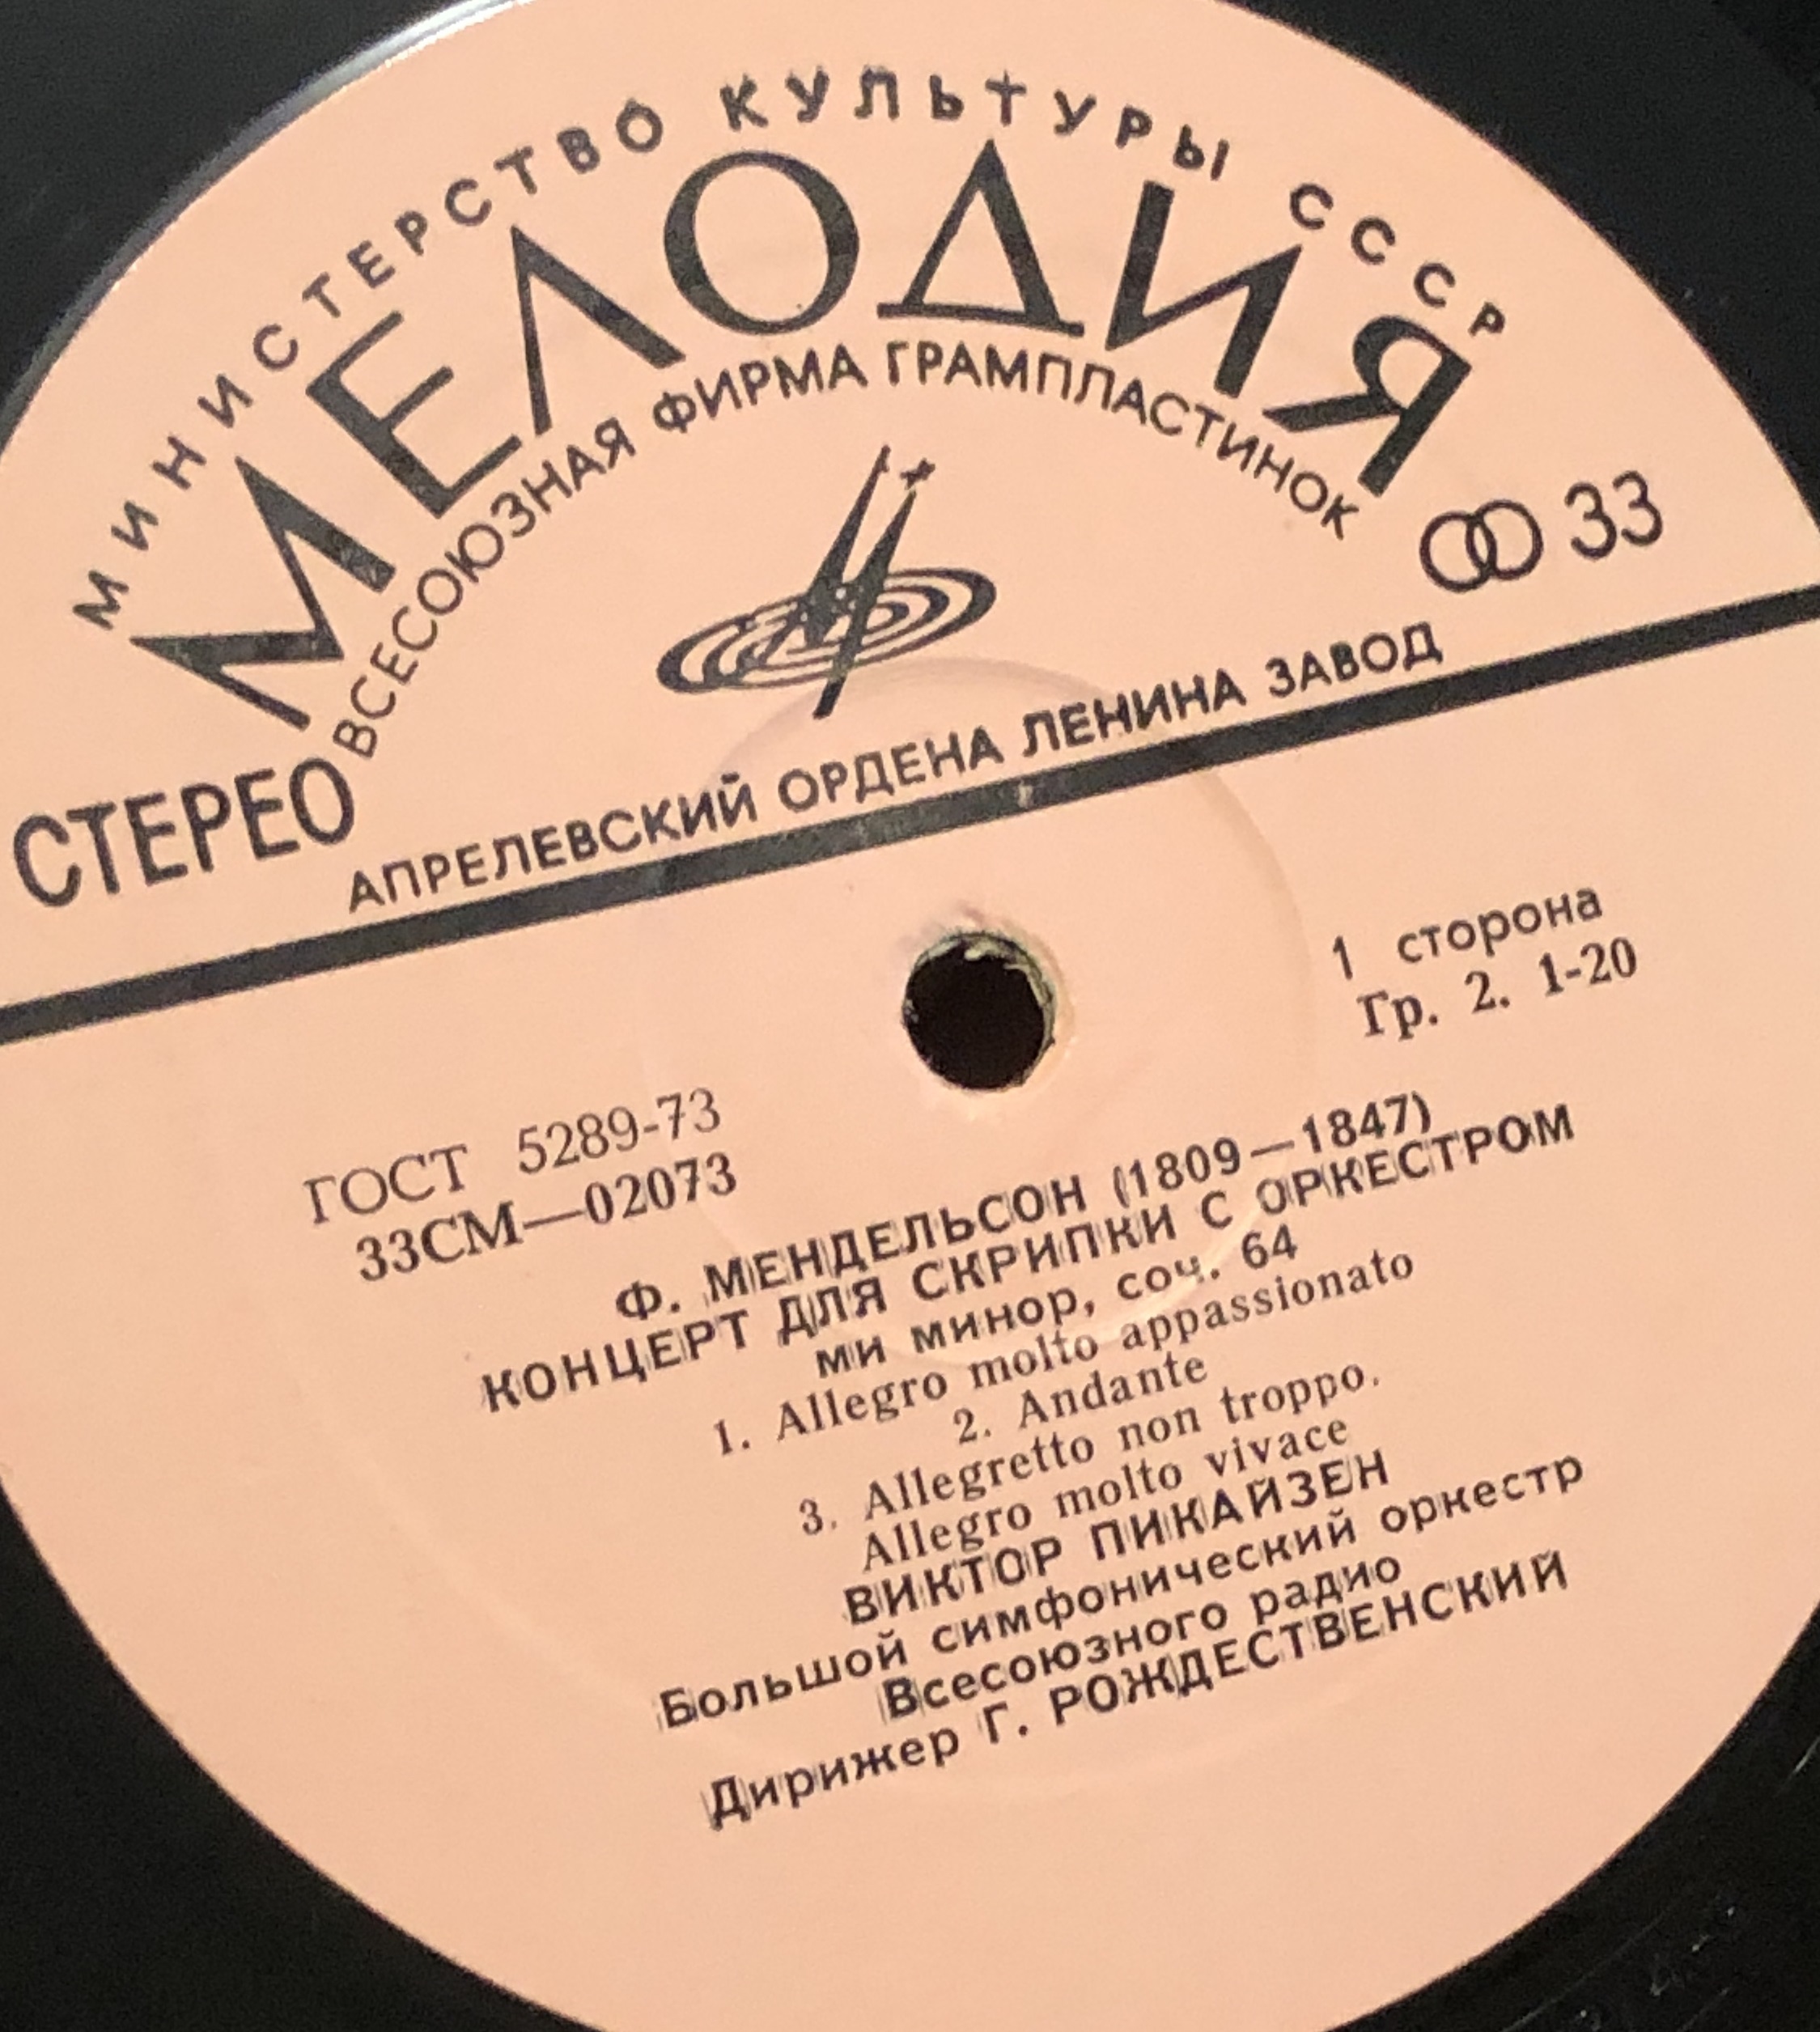 МИНИСТЕРСТВО КУЛЬТУРЫ СССР
МЕЛОДИЯ
ВСЕСОЮЗНАЯ ФИРМА ГРАМПЛАСТИНОК
33
СТЕРЕО
АПРЕЛЕВСКИЙ ОРДЕНА ЛЕНИНА ЗАВОД
1 сторона
Гр. 2. 1-20
ГОСТ 5289-73
33СМ—02073
Ф. МЕНДЕЛЬСОН (1809—1847)
КОНЦЕРТ ДЛЯ СКРИПКИ С ОРКЕСТРОМ
ми минор, соч. 64
1. Allegro molto appassionato
2. Andante
3. Allegretto non troppo.
Allegro molto vivace
ВИКТОР ПИКАЙЗЕН
Большой симфонический оркестр
Всесоюзного радио
Дирижер Г. РОЖДЕСТВЕНСКИЙ